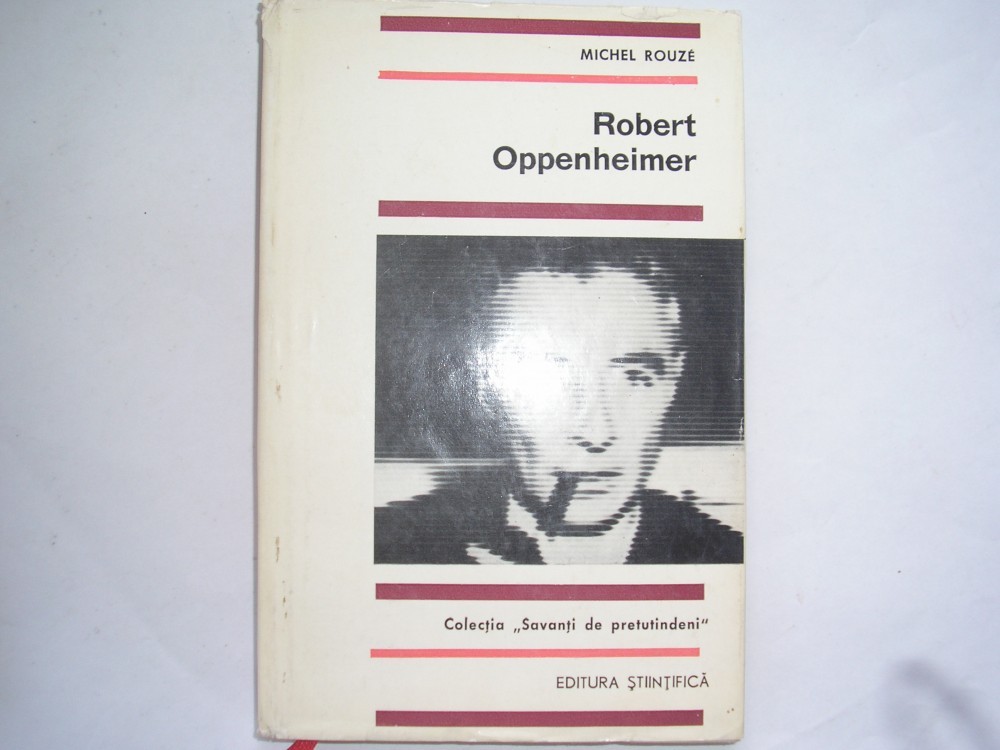 MICHEL ROUZÉ
Robert
Oppenheimer
Colecția „Savanți de pretutindeni“
EDITURA ȘTIINȚIFICĂ